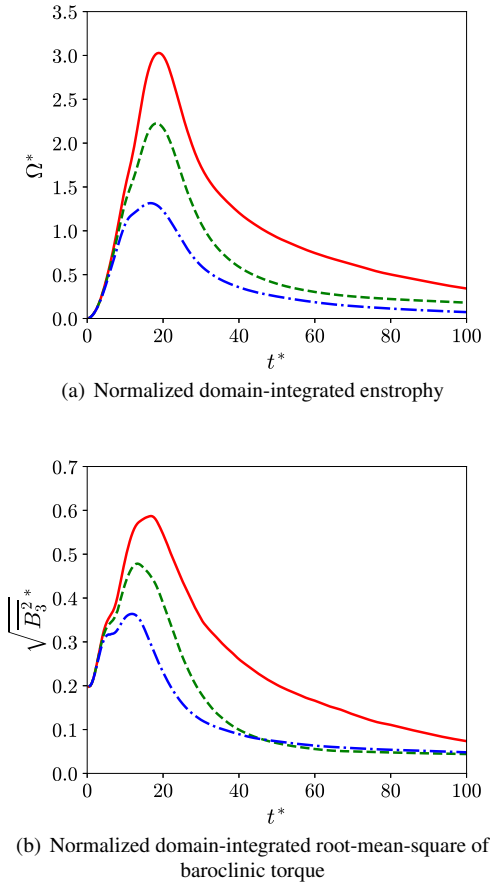 3.5
3.0
2.5
2.0
1.5
1.0
0.5
0.0
Ω*
0 20 40 60 80 100
t*
(a) Normalized domain-integrated enstrophy
0.7
0.6
0.5
0.4
0.3
0.2
0.1
0.0
√B₃²*
0 20 40 60 80 100
t*
(b) Normalized domain-integrated root-mean-square of
baroclinic torque